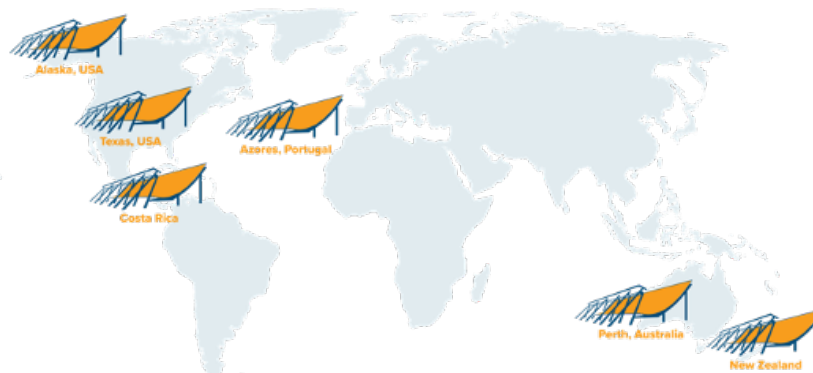 Alaska, USA
Texas, USA
Azores, Portugal
Costa Rica
Perth, Australia
New Zealand